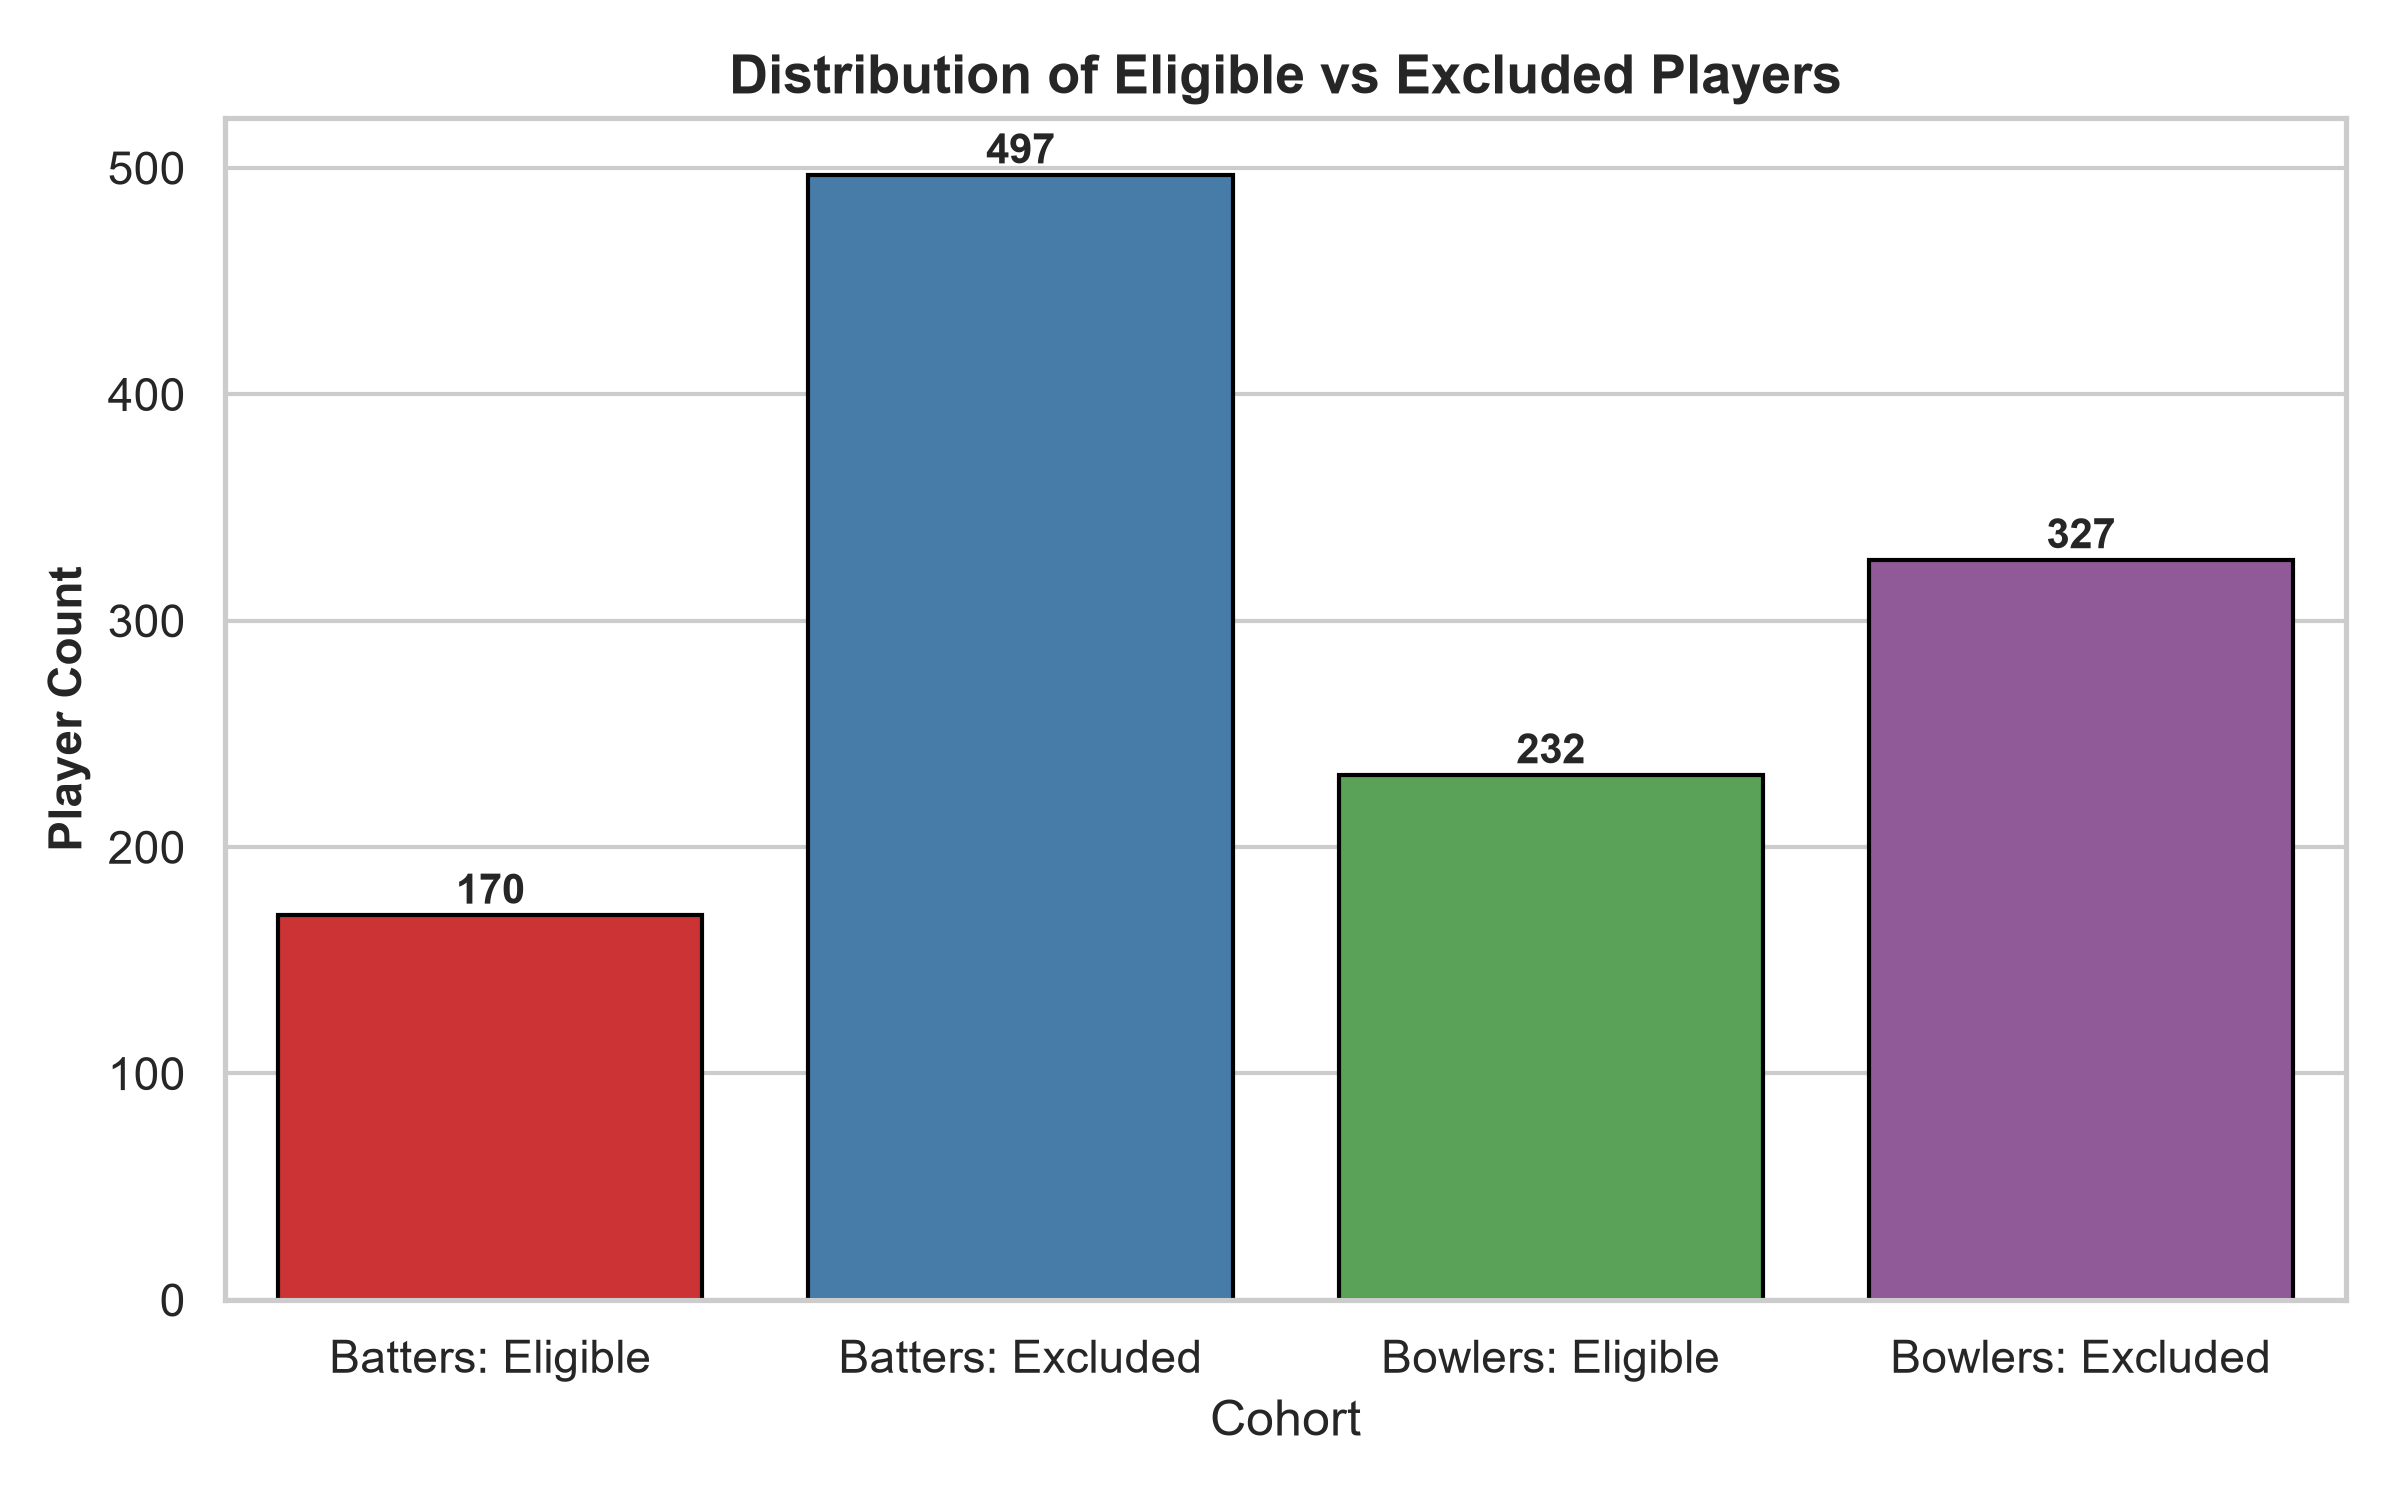 Distribution of Eligible vs Excluded Players
Player Count
500
400
300
200
100
0
170
497
232
327
Batters: Eligible
Batters: Excluded
Bowlers: Eligible
Bowlers: Excluded
Cohort